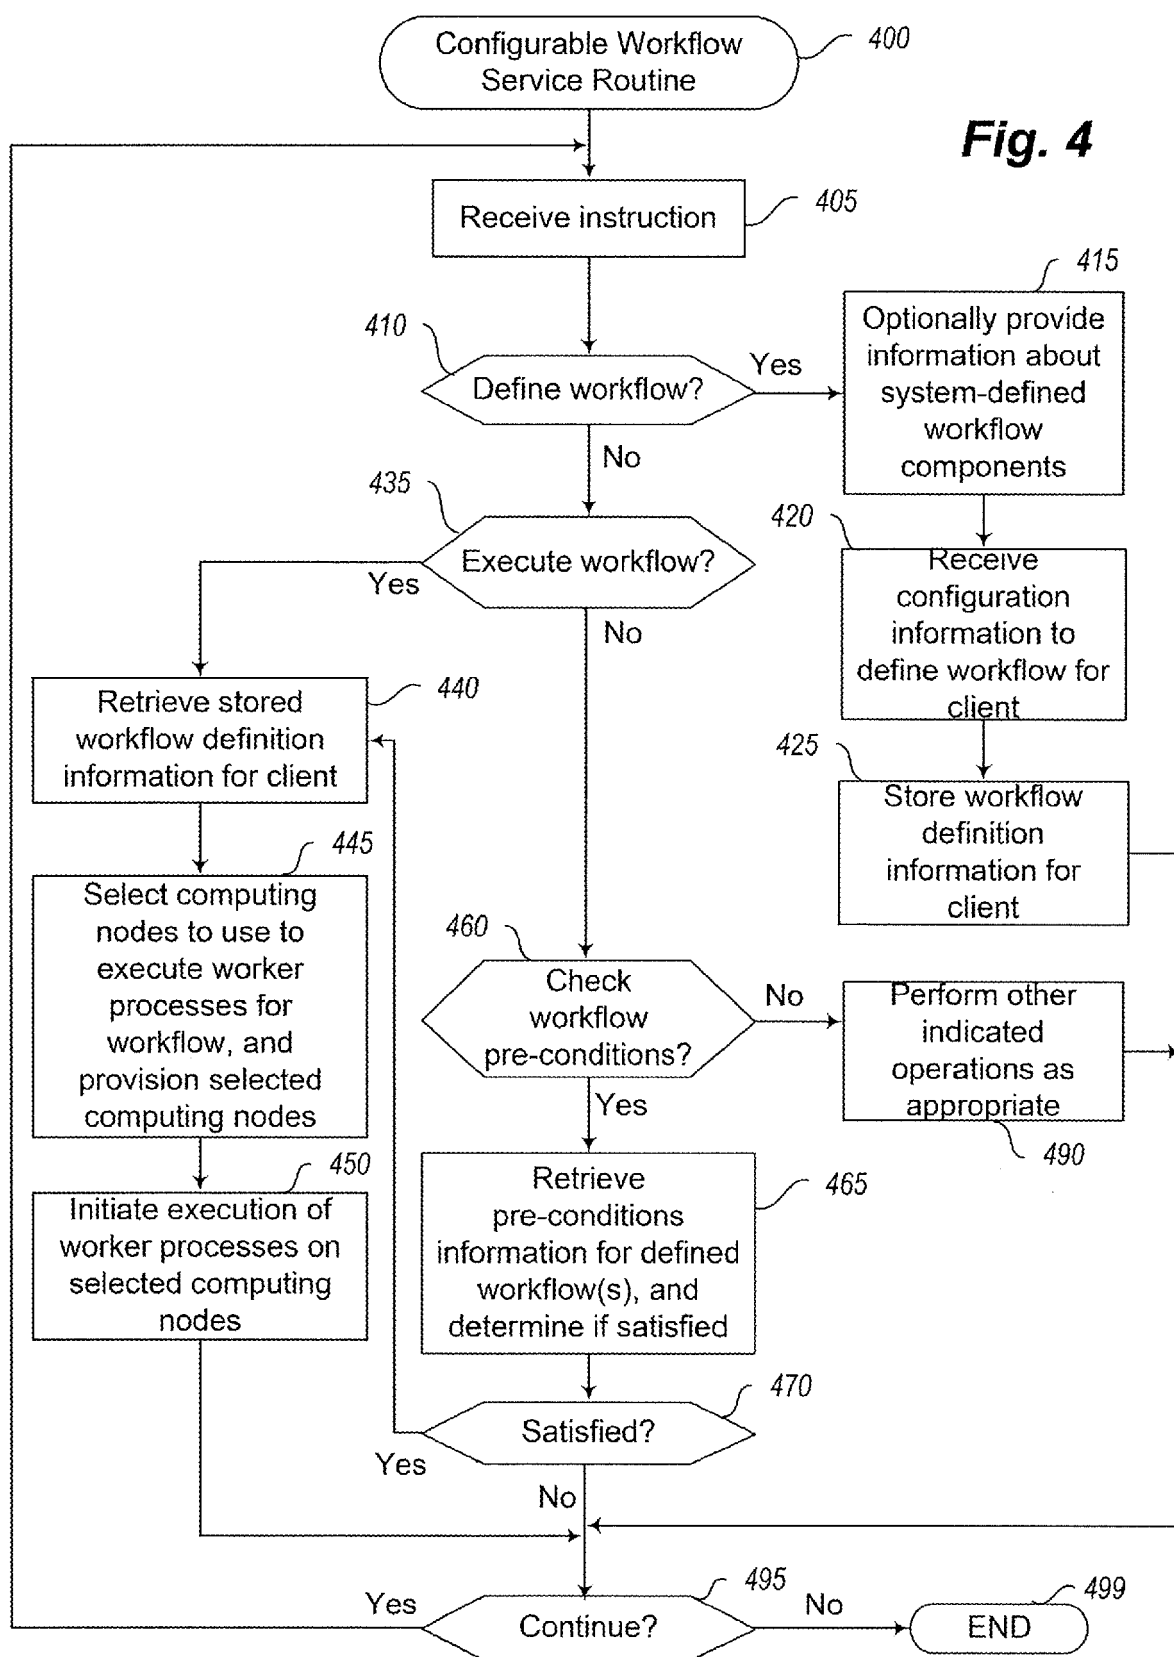 Configurable Workflow
Service Routine
400
Fig. 4
Receive instruction
405
415
Optionally provide
information about
system-defined
workflow
components
410
Define workflow?
Yes
No
435
Execute workflow?
Yes
No
420
Receive
configuration
information to
define workflow for
client
425
Store workflow
definition
information for
client
440
Retrieve stored
workflow definition
information for client
445
Select computing
nodes to use to
execute worker
processes for
workflow, and
provision selected
computing nodes
450
Initiate execution of
worker processes on
selected computing
nodes
460
Check
workflow
pre-conditions?
No
Yes
Perform other
indicated
operations as
appropriate
490
465
Retrieve
pre-conditions
information for defined
workflow(s), and
determine if satisfied
470
Satisfied?
Yes
No
495
Continue?
Yes
No
499
END